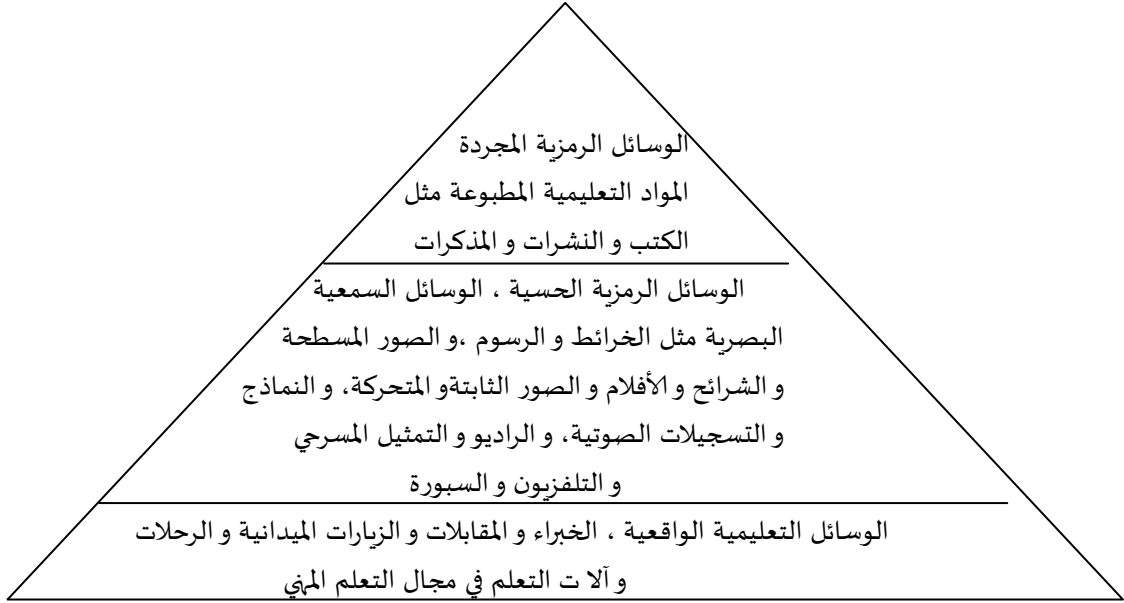 الوسائل الرمزية المجردة
المواد التعليمية المطبوعة مثل
الكتب و النشرات و المذكرات
الوسائل الرمزية الحسية ، الوسائل السمعية
البصرية مثل الخرائط و الرسوم ،و الصور المسطحة
و الشرائح و الأفلام و الصور الثابتةو المتحركة، و النماذج
و التسجيلات الصوتية، و الراديو و التمثيل المسرحي
و التلفزيون و السبورة
الوسائل التعليمية الواقعية ، الخبراء و المقابلات و الزيارات الميدانية و الرحلات
و آلا ت التعلم في مجال التعلم المهني